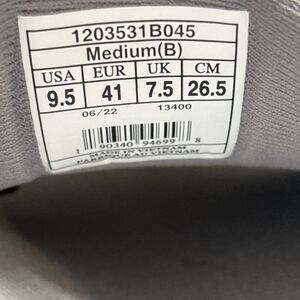 1203531B045
Medium(B)
USA EUR UK CM
9.5 41 7.5 26.5
06/22 13400
1 90340 94699 8
MADE IN VIETNAM
FABRIQUE AU VIETNAM